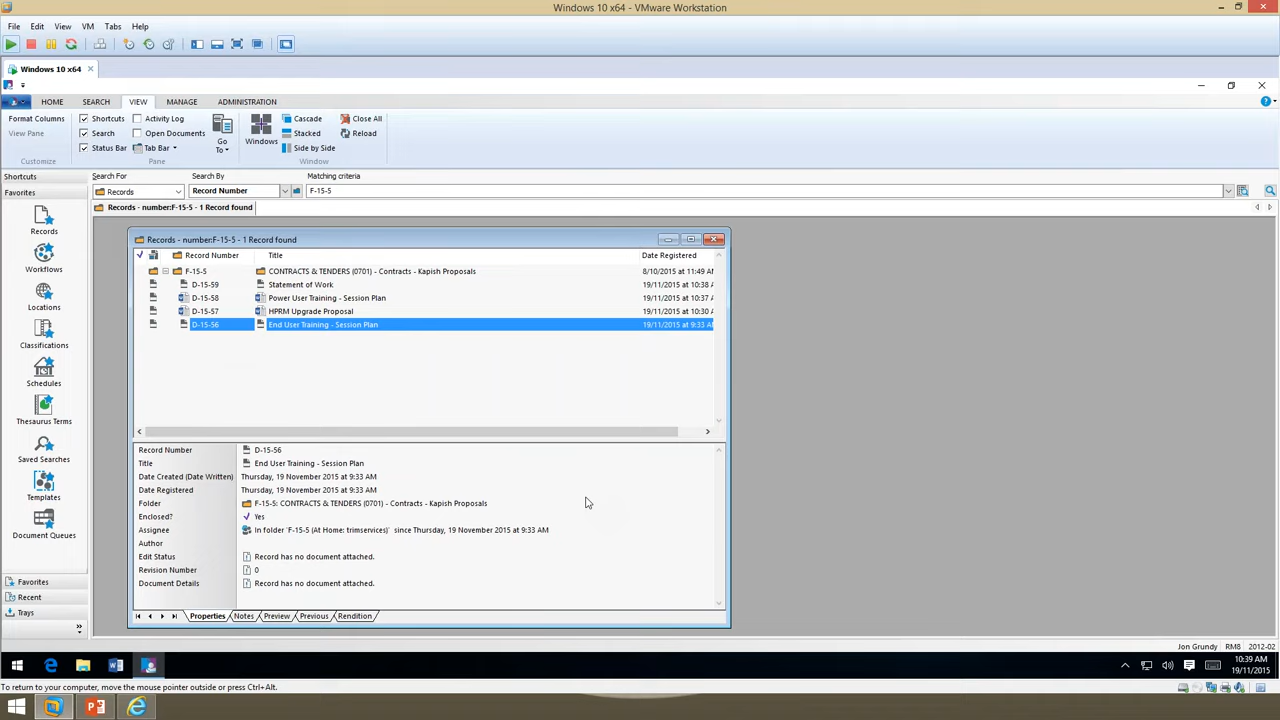 Windows 10 x64 - VMware Workstation
File Edit View VM Tabs Help
Windows 10 x64
HOME SEARCH VIEW MANAGE ADMINISTRATION
Format Columns Shortcuts Activity Log Cascade Close All
View Pane Search Open Documents Go To Windows Stacked Reload
Status Bar Tab Bar Side by Side
Customize Pane Window
Shortcuts Search For Search By Matching criteria
Favorites Records Record Number F-15-5
Records - number:F-15-5 - 1 Record found
Records
Workflows
Locations
Classifications
Schedules
Thesaurus Terms
Saved Searches
Templates
Document Queues
Favorites
Recent
Trays
Records - number:F-15-5 - 1 Record found
Record Number Title Date Registered
F-15-5 CONTRACTS & TENDERS (0701) - Contracts - Kapish Proposals 8/10/2015 at 11:49 AM
D-15-59 Statement of Work 19/11/2015 at 10:38 A
D-15-58 Power User Training - Session Plan 19/11/2015 at 10:37 A
D-15-57 HPRM Upgrade Proposal 19/11/2015 at 10:30 A
D-15-56 End User Training - Session Plan 19/11/2015 at 9:33 AM
Record Number D-15-56
Title End User Training - Session Plan
Date Created (Date Written) Thursday, 19 November 2015 at 9:33 AM
Date Registered Thursday, 19 November 2015 at 9:33 AM
Folder F-15-5: CONTRACTS & TENDERS (0701) - Contracts - Kapish Proposals
Enclosed? Yes
Assignee In folder 'F-15-5 (At Home: trimservices)' since Thursday, 19 November 2015 at 9:33 AM
Author
Edit Status Record has no document attached.
Revision Number 0
Document Details Record has no document attached.
Properties Notes Preview Previous Rendition
Jon Grundy RM8 2012-02
10:39 AM
19/11/2015
To return to your computer, move the mouse pointer outside or press Ctrl+Alt.